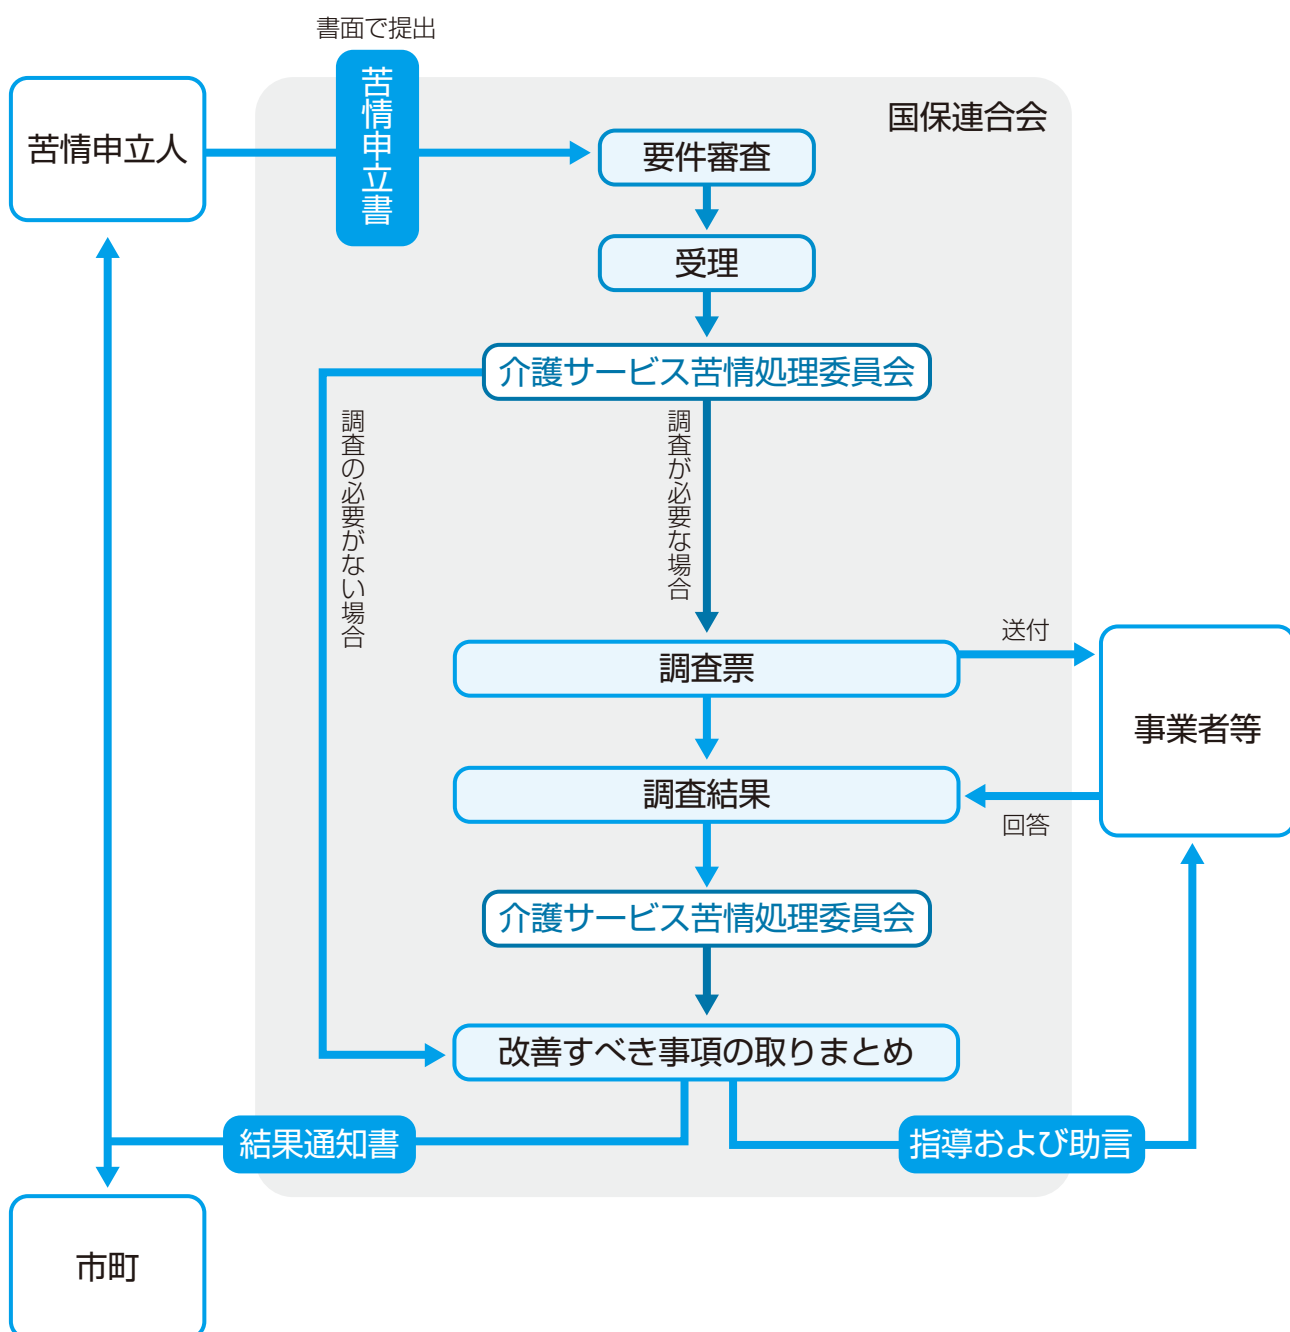 書面で提出
苦情申立書
苦情申立人
国保連合会
要件審査
受理
介護サービス苦情処理委員会
調査の必要がない場合
調査が必要な場合
送付
調査票
事業者等
調査結果
回答
介護サービス苦情処理委員会
改善すべき事項の取りまとめ
結果通知書
指導および助言
市町